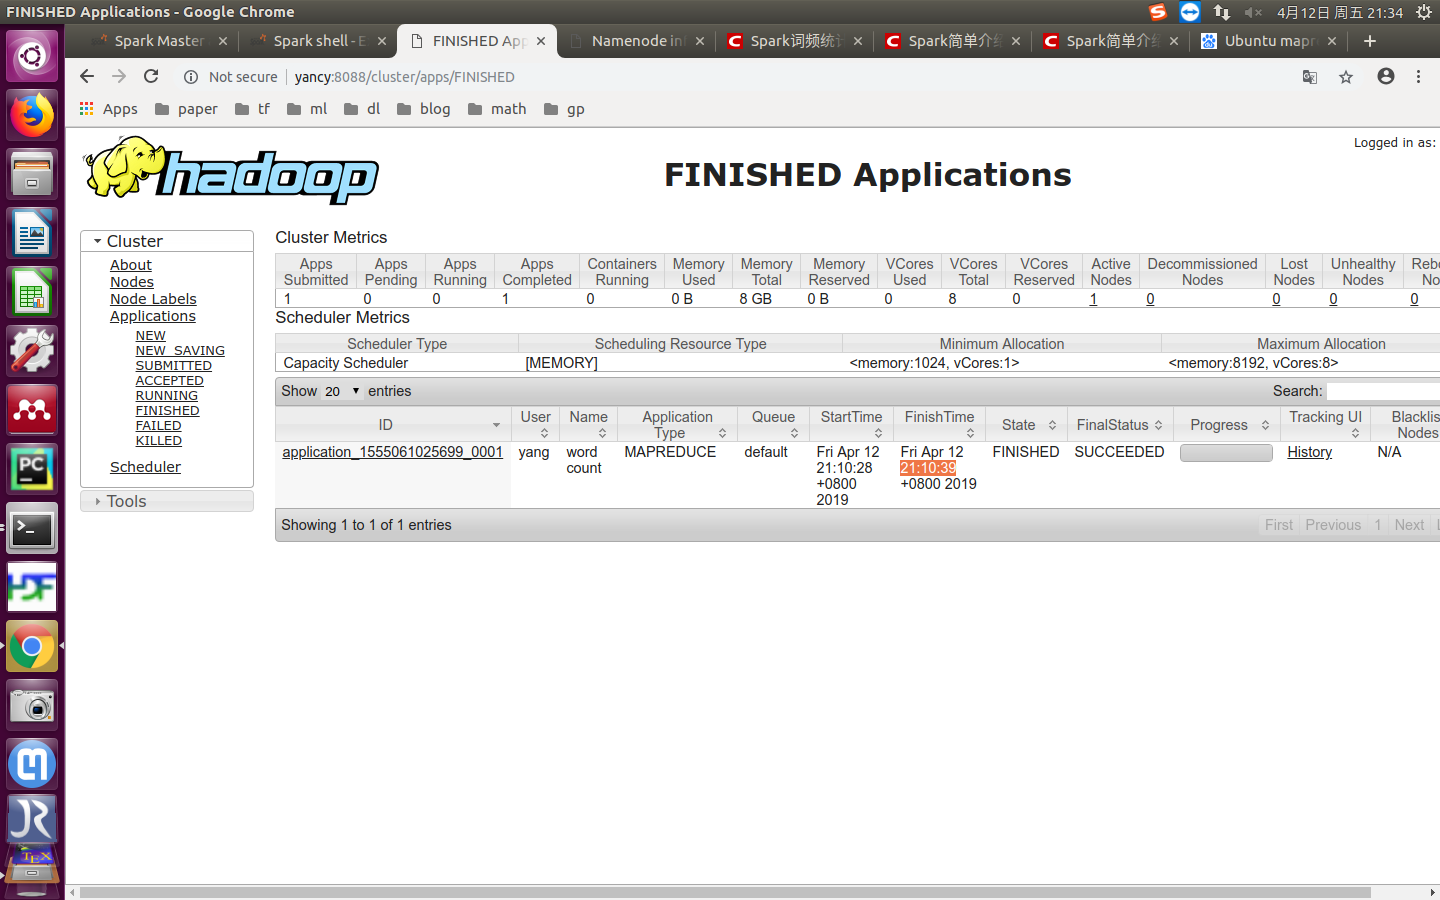 FINISHED Applications - Google Chrome
4月12日 周五 21:34
Spark Master
Spark shell - E
FINISHED App
Namenode in
Spark词频统计
Spark简单介绍
Spark简单介绍
Ubuntu mapr
Not secure
yancy:8088/cluster/apps/FINISHED
Apps
paper
tf
ml
dl
blog
math
gp
hadoop
FINISHED Applications
Logged in as:
Cluster
About
Nodes
Node Labels
Applications
NEW
NEW_SAVING
SUBMITTED
ACCEPTED
RUNNING
FINISHED
FAILED
KILLED
Scheduler
Tools
Cluster Metrics
Apps Submitted Apps Pending Apps Running Apps Completed Containers Running Memory Used Memory Total Memory Reserved VCores Used VCores Total VCores Reserved Active Nodes Decommissioned Nodes Lost Nodes Unhealthy Nodes Rebo No
1 0 0 1 0 0 B 8 GB 0 B 0 8 0 1 0 0 0 0
Scheduler Metrics
Scheduler Type Scheduling Resource Type Minimum Allocation Maximum Allocation
Capacity Scheduler [MEMORY] <memory:1024, vCores:1> <memory:8192, vCores:8>
Show 20 entries
Search:
ID User Name Application Type Queue StartTime FinishTime State FinalStatus Progress Tracking UI Blacklis Nodes
application_1555061025699_0001 yang word count MAPREDUCE default Fri Apr 12 21:10:28 +0800 2019 Fri Apr 12 21:10:39 +0800 2019 FINISHED SUCCEEDED History N/A
Showing 1 to 1 of 1 entries
First Previous 1 Next L